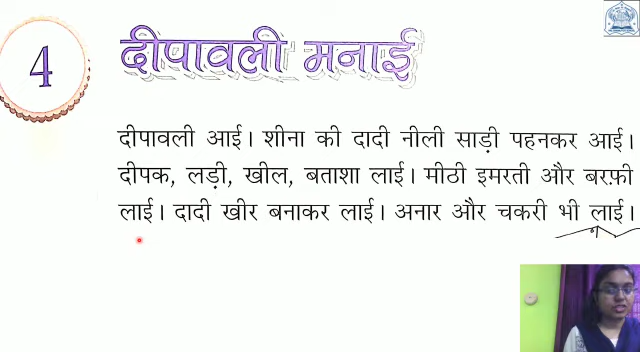 4
दीपावली मनाई
दीपावली आई। शीना की दादी नीली साड़ी पहनकर आई।
दीपक, लड़ी, खील, बताशा लाई। मीठी इमरती और बरफ़ी
लाई। दादी खीर बनाकर लाई। अनार और चकरी भी लाई।